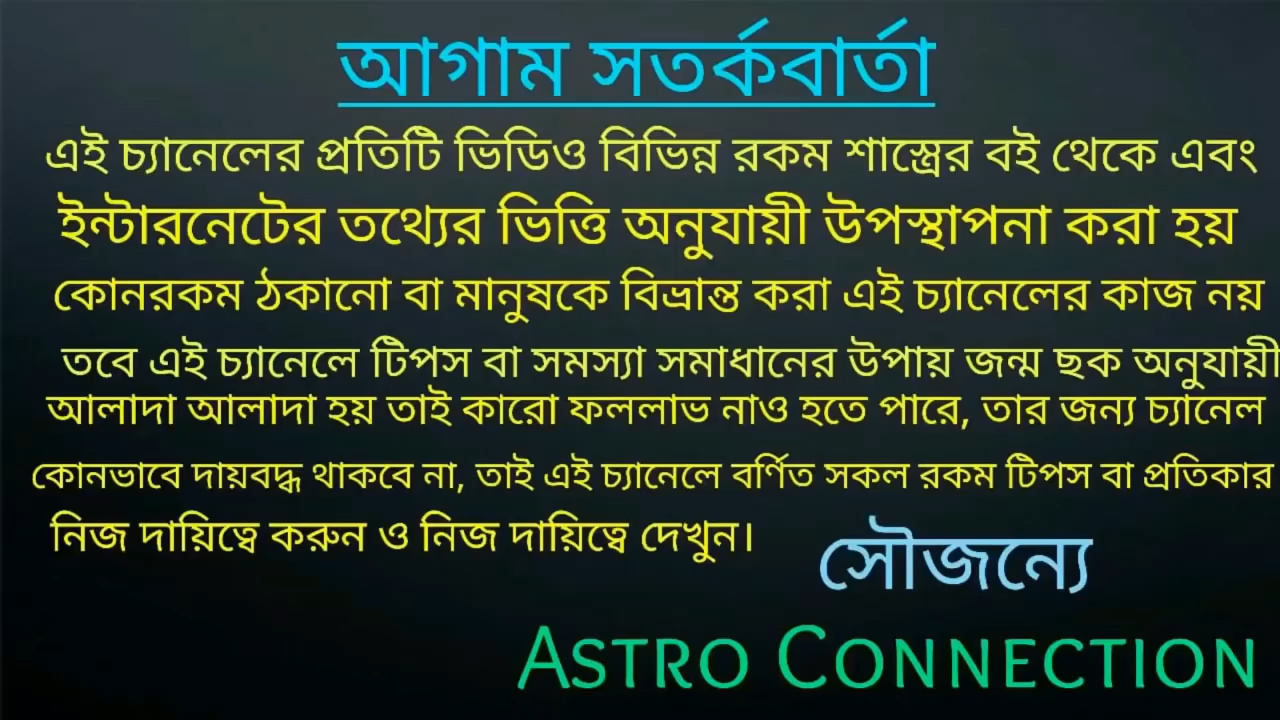 আগাম সতর্কবার্তা
এই চ্যানেলের প্রতিটি ভিডিও বিভিন্ন রকম শাস্ত্রের বই থেকে এবং
ইন্টারনেটের তথ্যের ভিত্তি অনুযায়ী উপস্থাপনা করা হয়
কোনরকম ঠকানো বা মানুষকে বিভ্রান্ত করা এই চ্যানেলের কাজ নয়
তবে এই চ্যানেলে টিপস বা সমস্যা সমাধানের উপায় জন্ম ছক অনুযায়ী
আলাদা আলাদা হয় তাই কারো ফললাভ নাও হতে পারে, তার জন্য চ্যানেল
কোনভাবে দায়বদ্ধ থাকবে না, তাই এই চ্যানেলে বর্ণিত সকল রকম টিপস বা প্রতিকার
নিজ দায়িত্বে করুন ও নিজ দায়িত্বে দেখুন।
সৌজন্যে
ASTRO CONNECTION